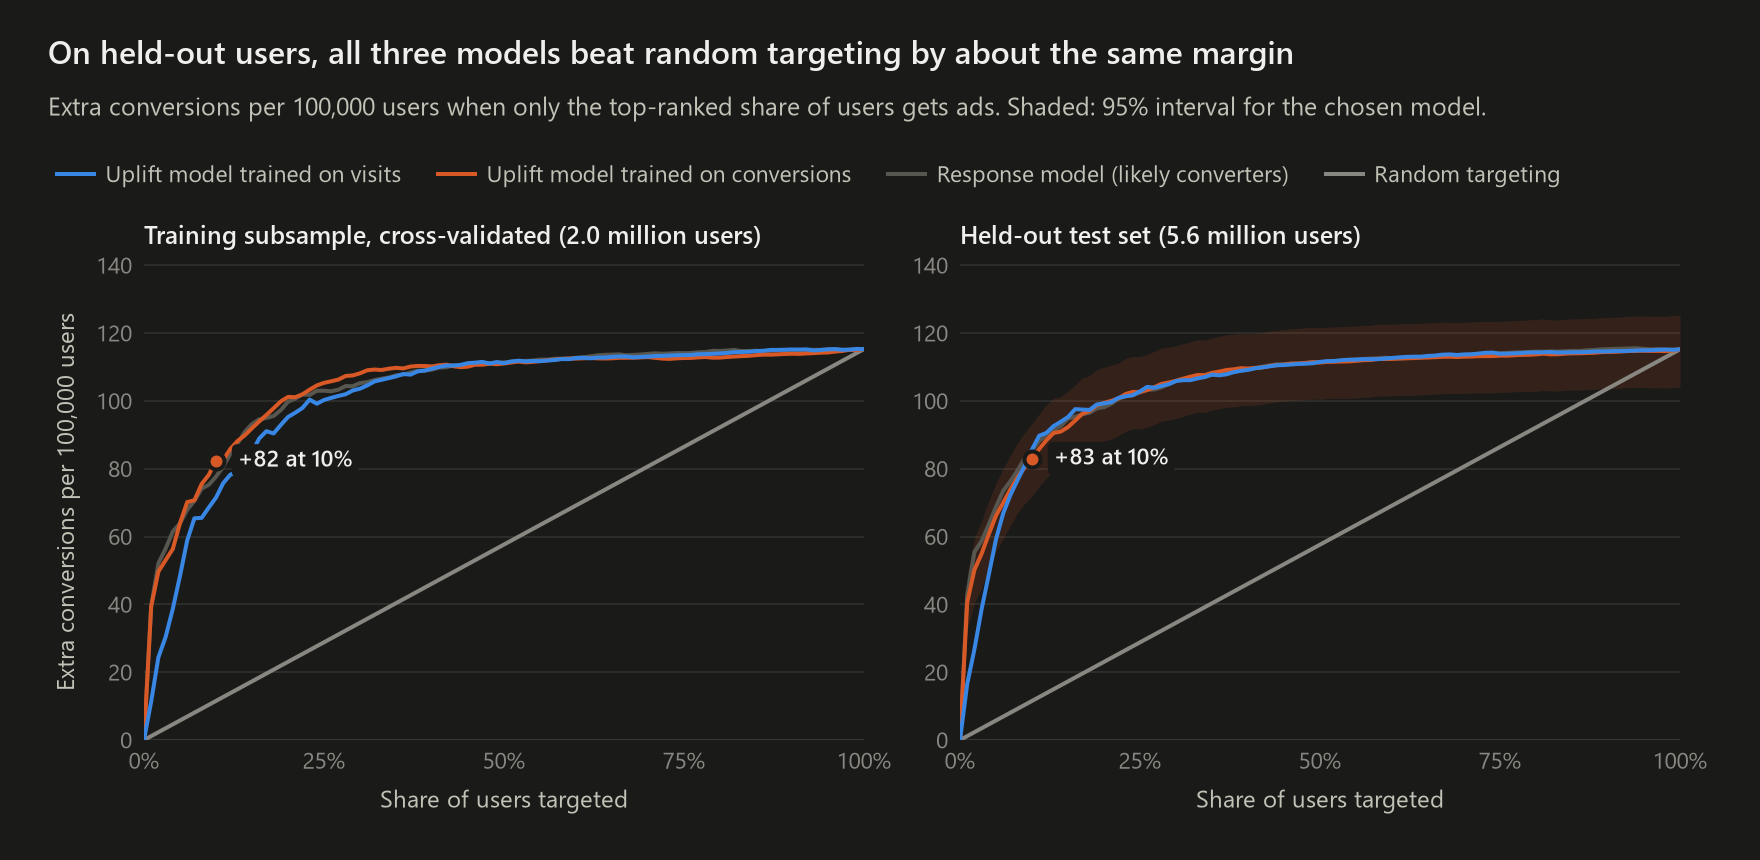 On held-out users, all three models beat random targeting by about the same margin
Extra conversions per 100,000 users when only the top-ranked share of users gets ads. Shaded: 95% interval for the chosen model.
Uplift model trained on visits
Uplift model trained on conversions
Response model (likely converters)
Random targeting
Training subsample, cross-validated (2.0 million users)
Extra conversions per 100,000 users
140
120
100
80
60
40
20
0
+82 at 10%
0%
25%
50%
75%
100%
Share of users targeted
Held-out test set (5.6 million users)
140
120
100
80
60
40
20
0
+83 at 10%
0%
25%
50%
75%
100%
Share of users targeted